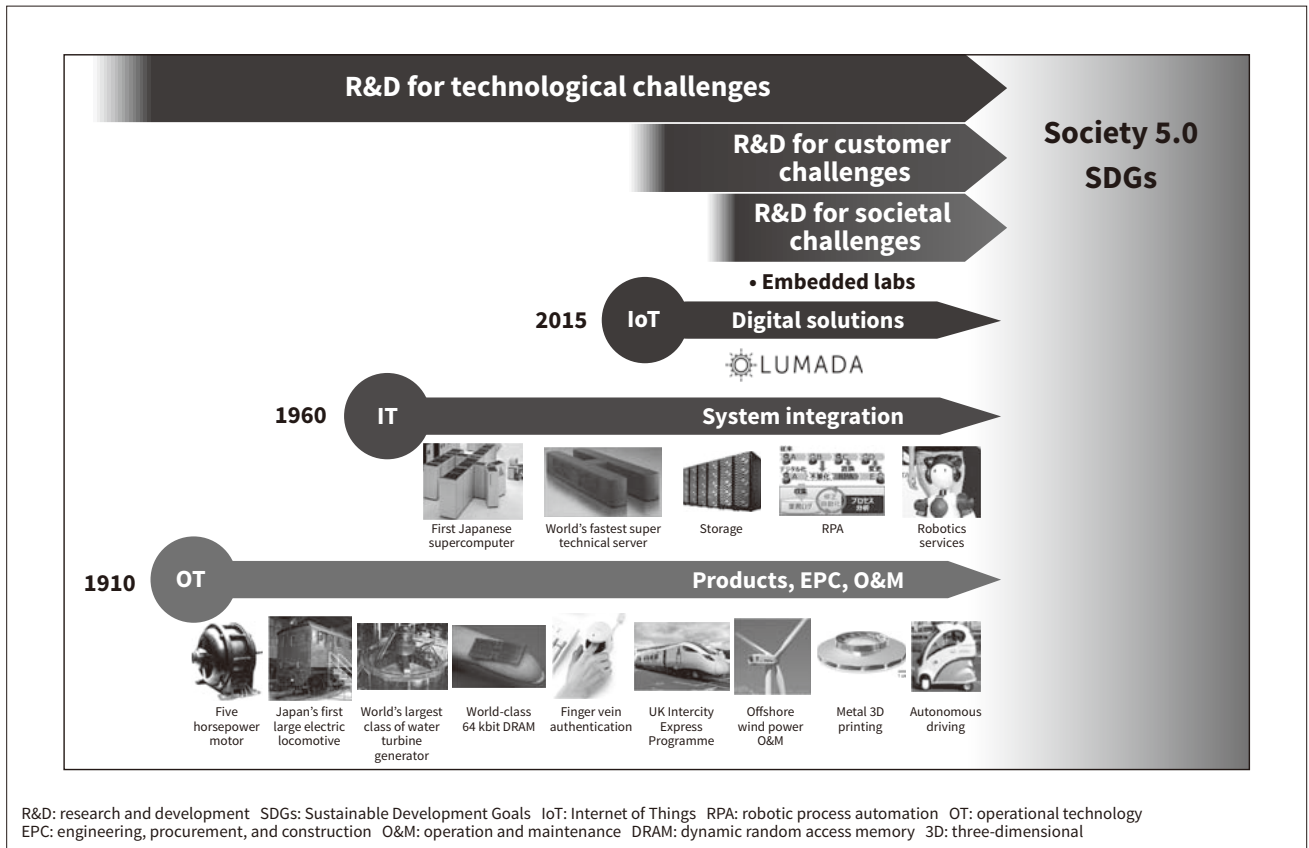 R&D for technological challenges
R&D for customer
challenges
R&D for societal
challenges
Society 5.0
SDGs
• Embedded labs
2015
IoT
Digital solutions
LUMADA
1960
IT
System integration
First Japanese
supercomputer
World's fastest super
technical server
Storage
RPA
Robotics
services
1910
OT
Products, EPC, O&M
Five
horsepower
motor
Japan's first
large electric
locomotive
World's largest
class of water
turbine
generator
World-class
64 kbit DRAM
Finger vein
authentication
UK Intercity
Express
Programme
Offshore
wind power
O&M
Metal 3D
printing
Autonomous
driving
R&D: research and development SDGs: Sustainable Development Goals IoT: Internet of Things RPA: robotic process automation OT: operational technology
EPC: engineering, procurement, and construction O&M: operation and maintenance DRAM: dynamic random access memory 3D: three-dimensional